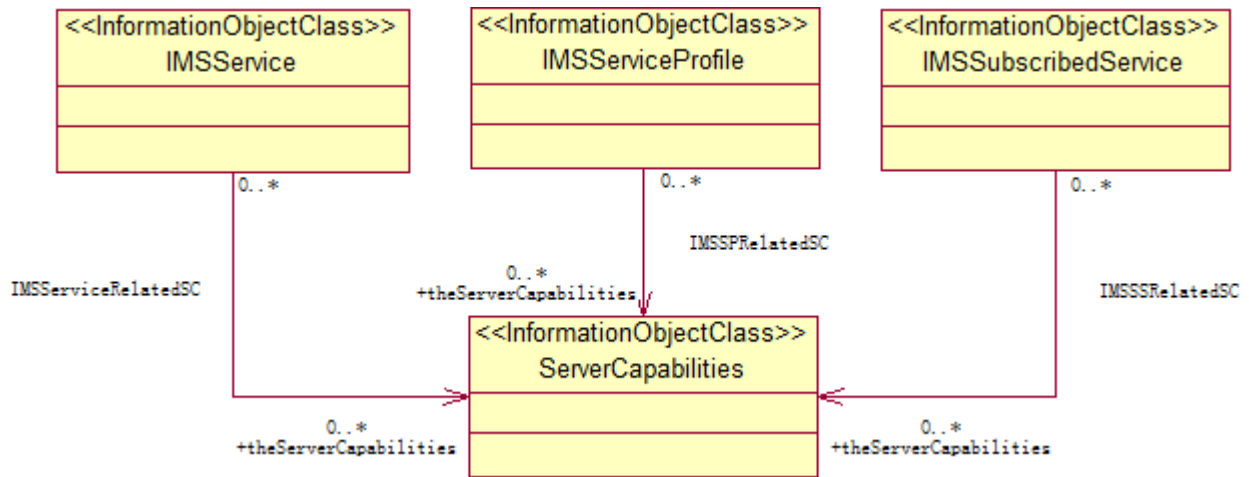 <<InformationObjectClass>>
IMSService
<<InformationObjectClass>>
IMSServiceProfile
<<InformationObjectClass>>
IMSSubscribedService
0..*
0..*
0..*
IMSSPRelatedSC
IMSServiceRelatedSC
0..*
+theServerCapabilities
IMSSSRelatedSC
<<InformationObjectClass>>
ServerCapabilities
0..*
+theServerCapabilities
0..*
+theServerCapabilities